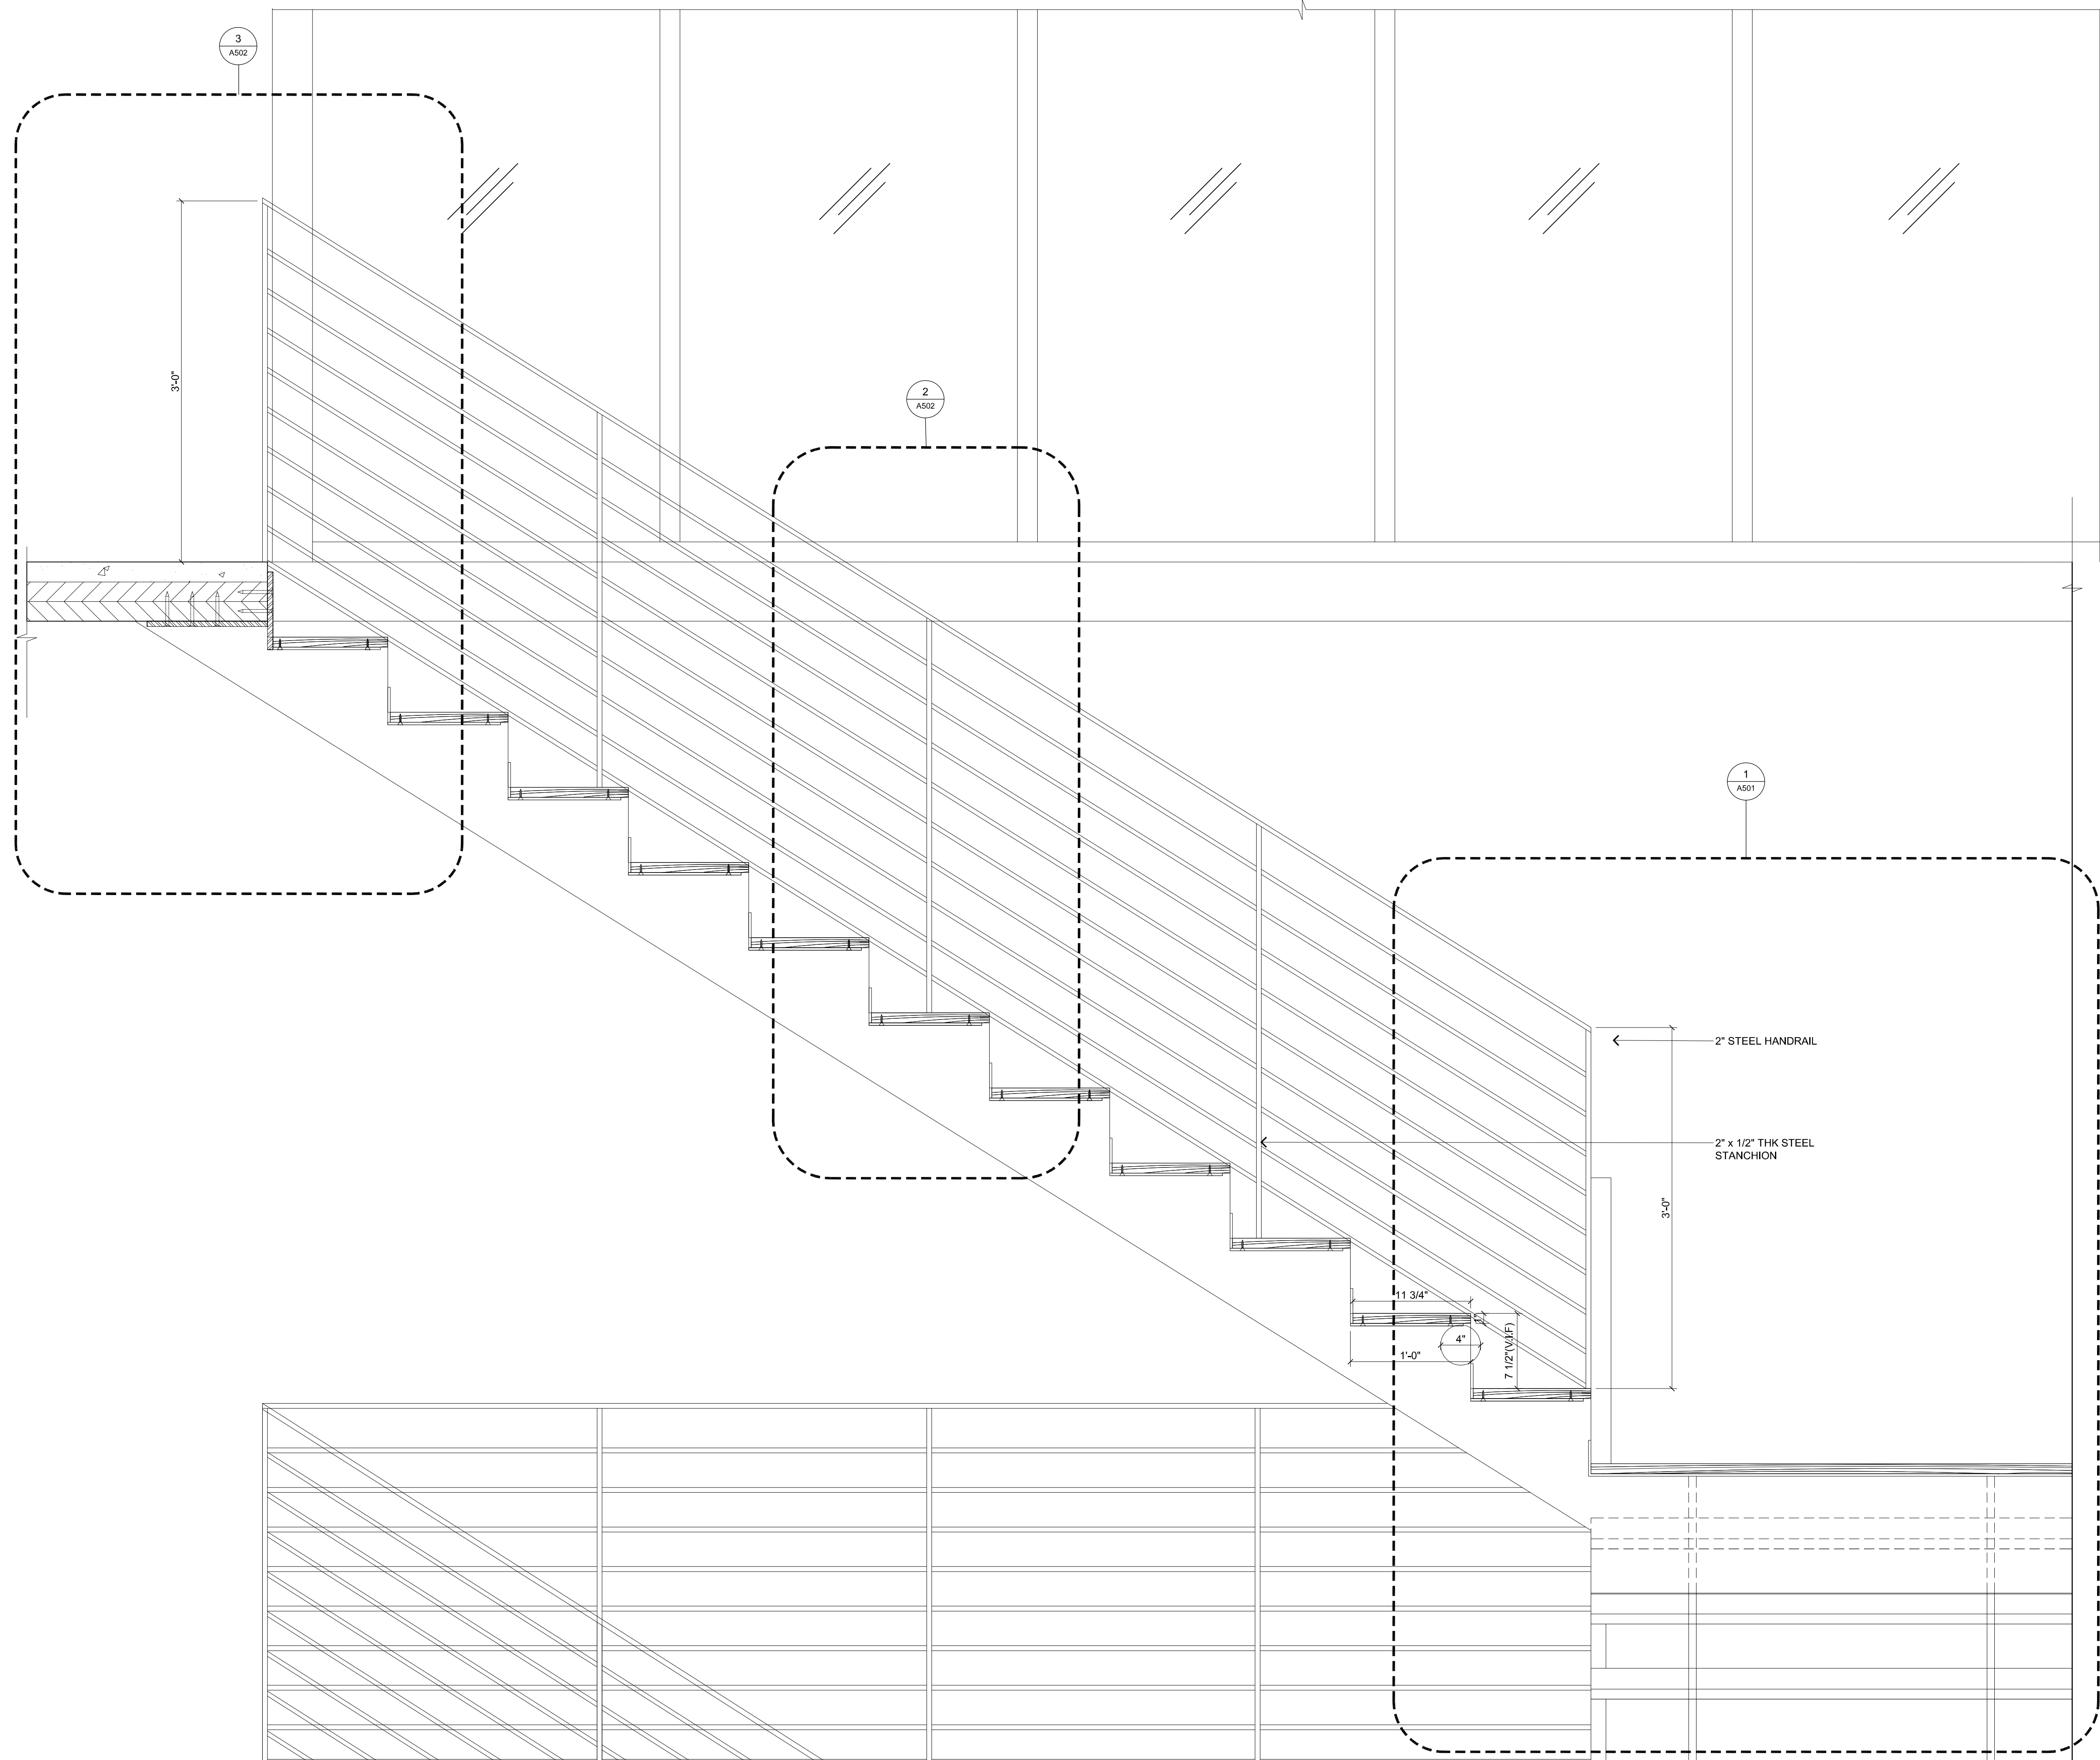 3
A502
3'-0"
2
A502
1
A501
2" STEEL HANDRAIL
2" x 1/2" THK STEEL
STANCHION
3'-0"
11 3/4"
1"
4"
1'-0"
7 1/2"(V.I.F)